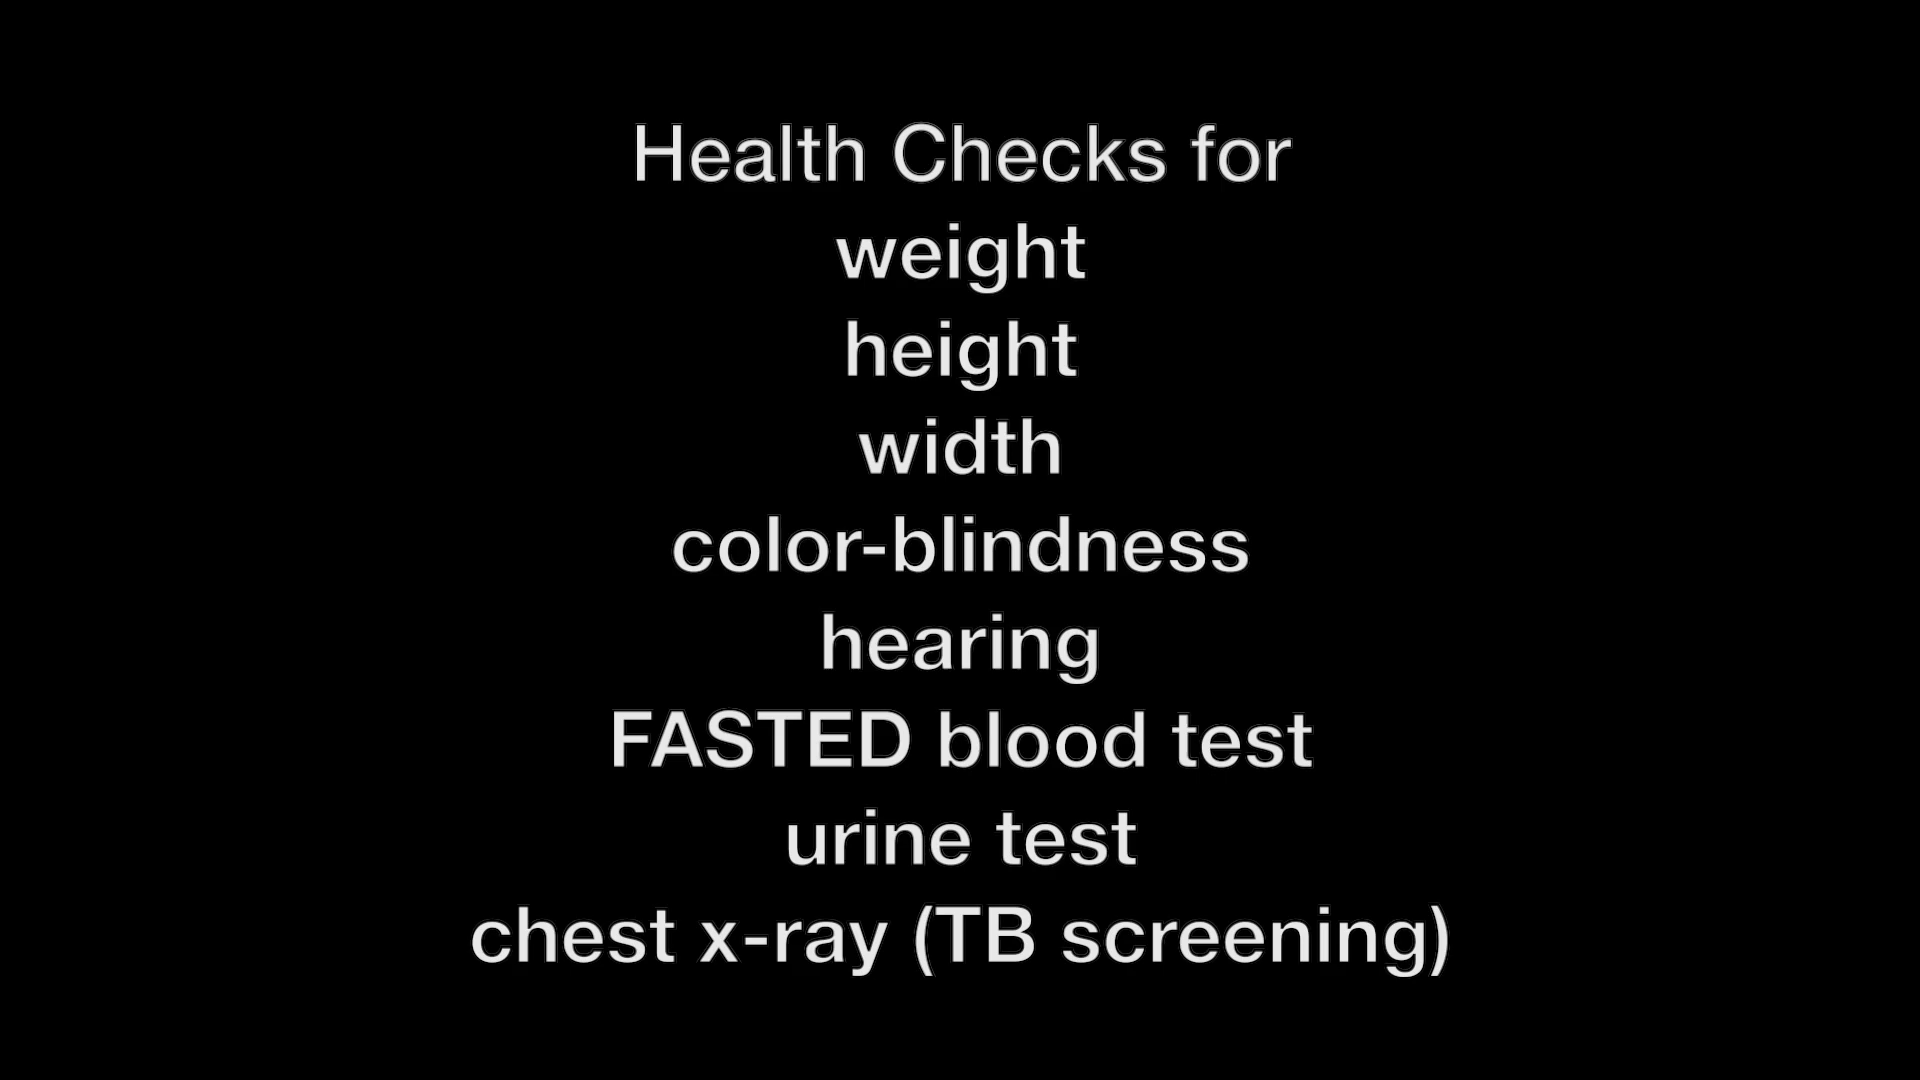 Health Checks for
weight
height
width
color-blindness
hearing
FASTED blood test
urine test
chest x-ray (TB screening)